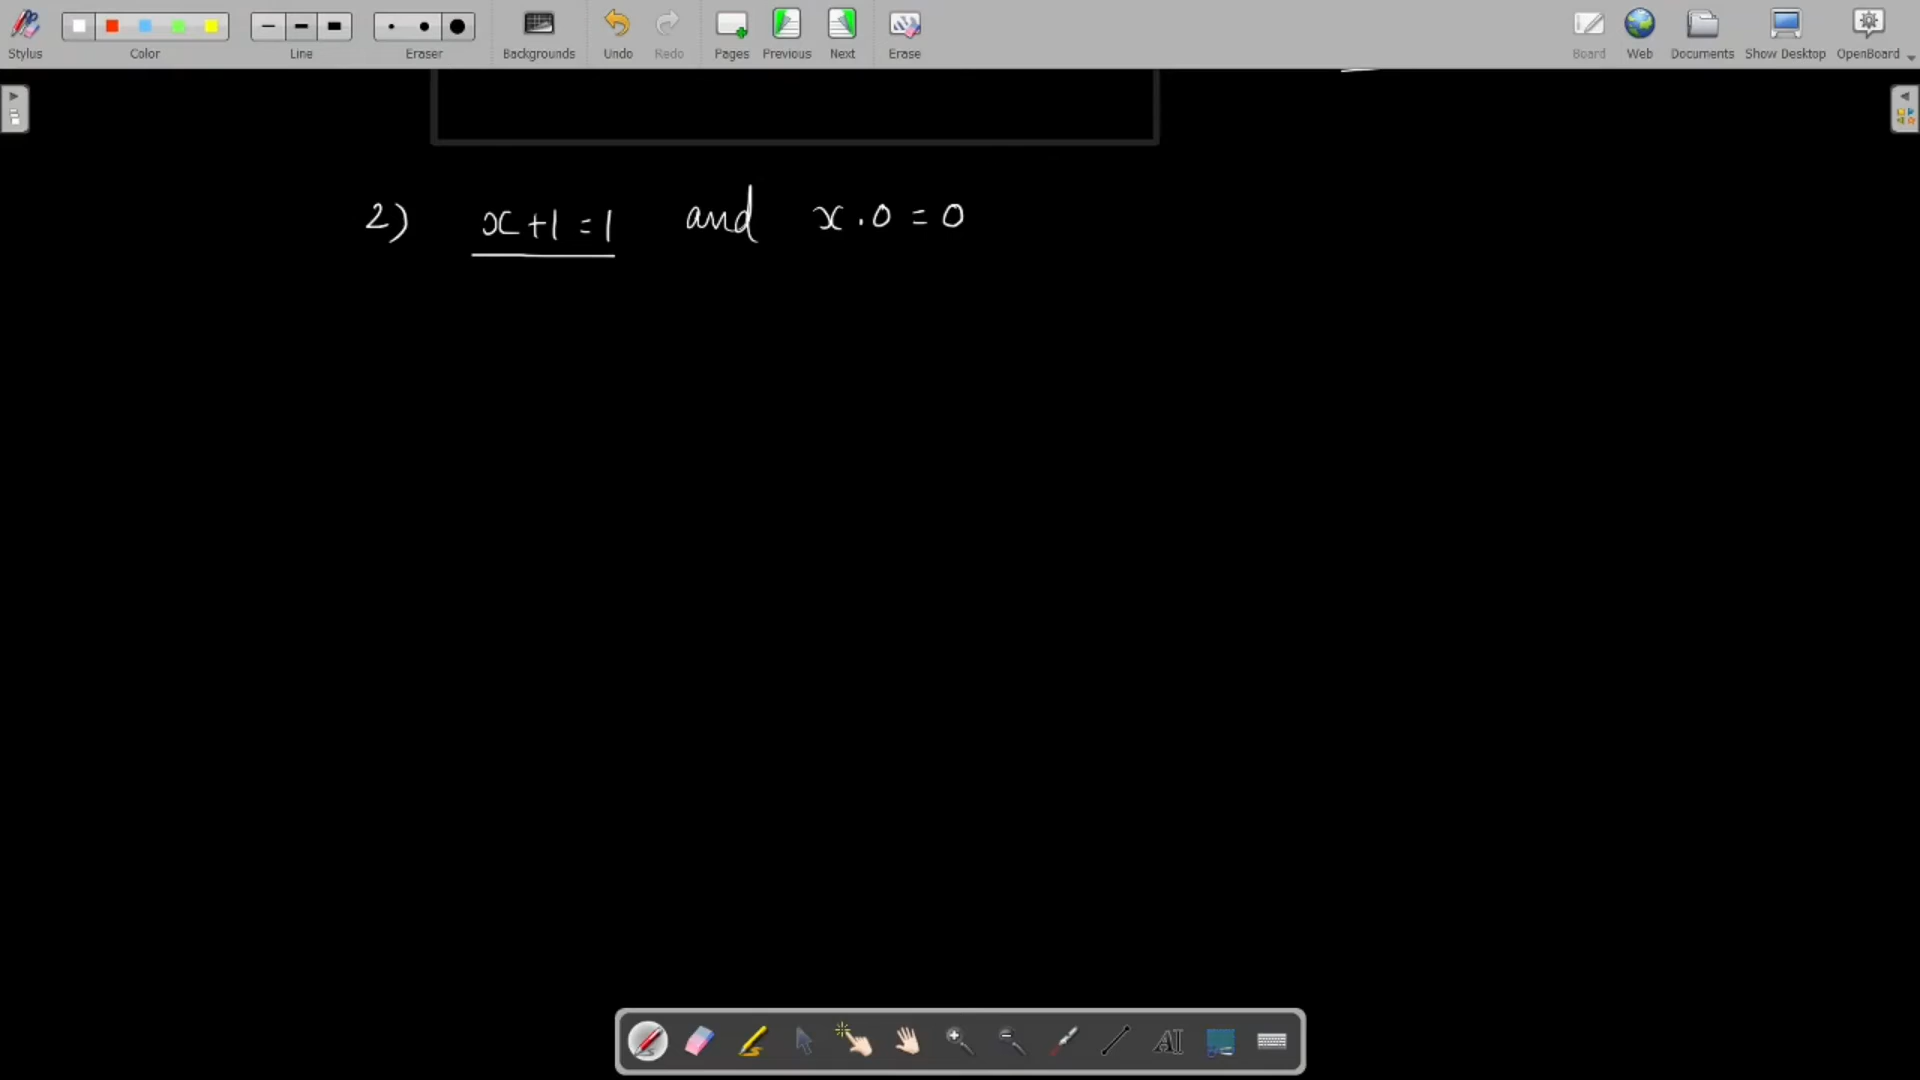 Stylus Color Line Eraser Backgrounds Undo Redo Pages Previous Next Erase Board Web Documents Show Desktop OpenBoard
2) x+1=1 and x.0=0
AI